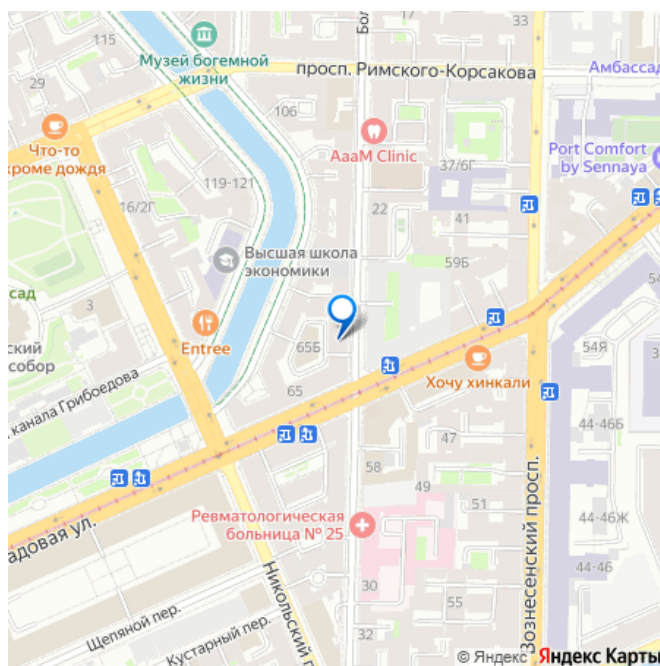 115
33
Бол
Музей богемной
жизни
просп. Римского-Корсакова
Амбассад
29
106
Что-то
кроме дождя
AaaM Clinic
Port Comfort
by Sennaya
37/6Г
119-121
16/2Г
22
41
Высшая школа
экономики
59Б
сад
3
54
Entree
65Б
54Я
ский
собор
Хочу хинкали
канала Грибоедова
65
44-46Б
47
58
49
51
Ревматологическая
больница № 25
44-46Ж
адовая ул.
Вознесенский просп.
44-46
30
55
Никольский п
Щепяной пер.
Кустарный пер.
32
© Яндекс Яндекс Карты